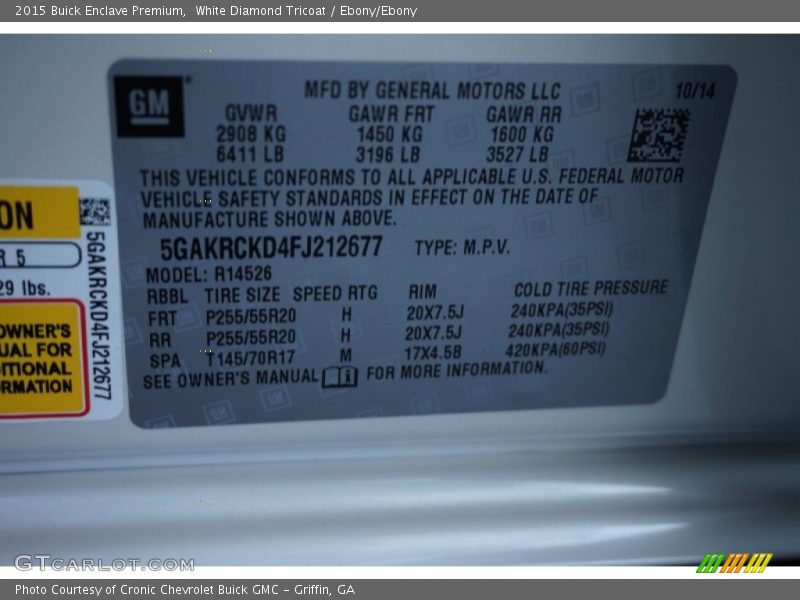 2015 Buick Enclave Premium,  White Diamond Tricoat / Ebony/Ebony
GM
MFD BY GENERAL MOTORS LLC 10/14
GVWR GAWR FRT GAWR RR
2908 KG 1450 KG 1600 KG
6411 LB 3196 LB 3527 LB
THIS VEHICLE CONFORMS TO ALL APPLICABLE U.S. FEDERAL MOTOR
VEHICLE SAFETY STANDARDS IN EFFECT ON THE DATE OF
MANUFACTURE SHOWN ABOVE.
5GAKRCKD4FJ212677 TYPE: M.P.V.
MODEL: R14526
RBBL TIRE SIZE SPEED RTG RIM COLD TIRE PRESSURE
FRT P255/55R20 H 20X7.5J 240KPA(35PSI)
RR P255/55R20 H 20X7.5J 240KPA(35PSI)
SPA T145/70R17 M 17X4.5B 420KPA(60PSI)
SEE OWNER'S MANUAL FOR MORE INFORMATION.
ON
R 5
29 lbs.
OWNER'S
UAL FOR
ITIONAL
RMATION
5GAKRCKD4FJ212677
GTCARLOT.COM
Photo Courtesy of Cronic Chevrolet Buick GMC – Griffin, GA